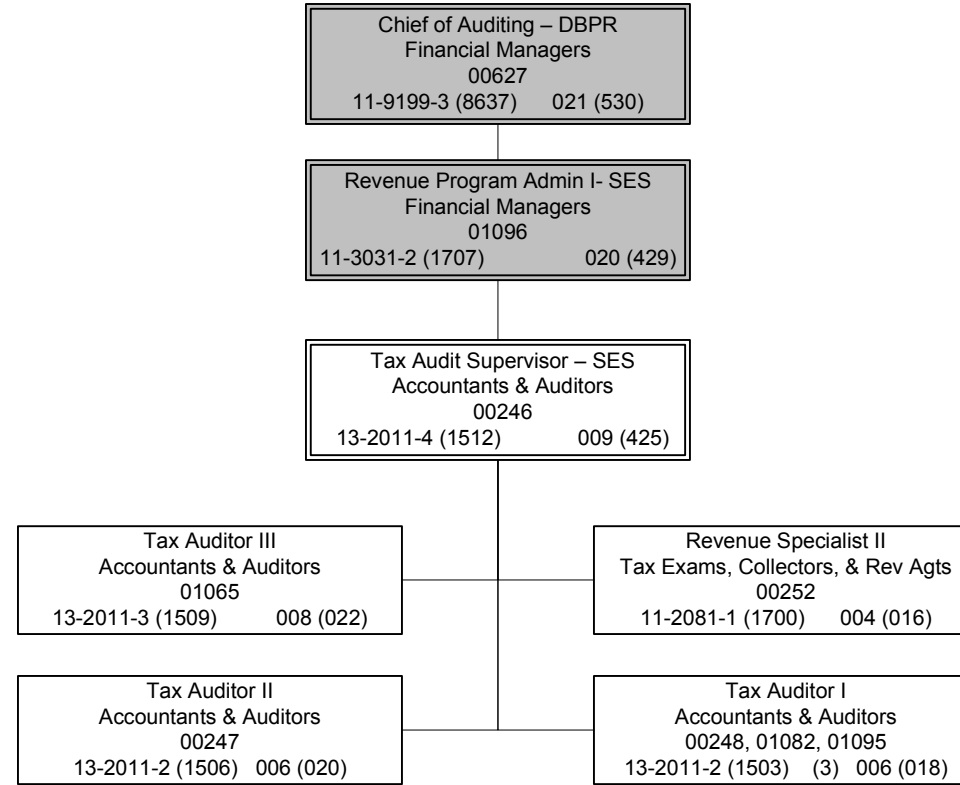 Chief of Auditing – DBPR
Financial Managers
00627
11-9199-3 (8637) 021 (530)
Revenue Program Admin I- SES
Financial Managers
01096
11-3031-2 (1707) 020 (429)
Tax Audit Supervisor – SES
Accountants & Auditors
00246
13-2011-4 (1512) 009 (425)
Tax Auditor III
Accountants & Auditors
01065
13-2011-3 (1509) 008 (022)
Revenue Specialist II
Tax Exams, Collectors, & Rev Agts
00252
11-2081-1 (1700) 004 (016)
Tax Auditor II
Accountants & Auditors
00247
13-2011-2 (1506) 006 (020)
Tax Auditor I
Accountants & Auditors
00248, 01082, 01095
13-2011-2 (1503) (3) 006 (018)